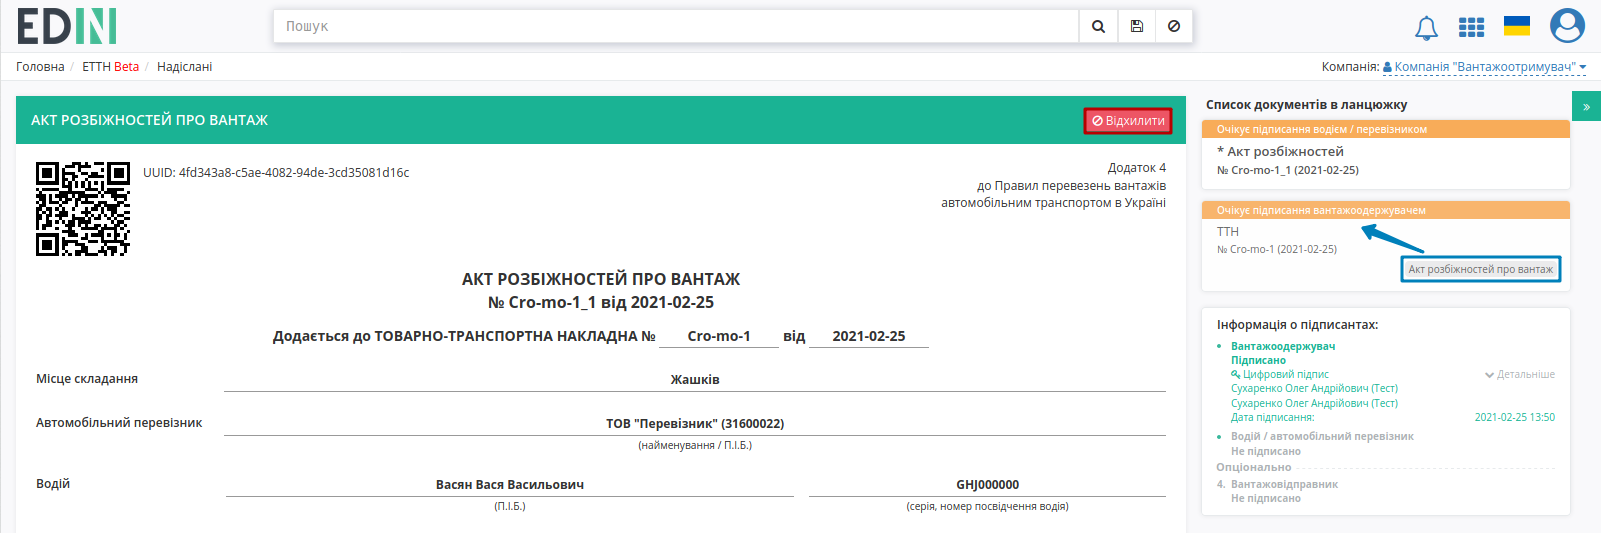 EDIN
Пошук
Головна / ЕТТН Beta / Надіслані
Компанія: Компанія "Вантажоотримувач"
АКТ РОЗБІЖНОСТЕЙ ПРО ВАНТАЖ
Відхилити
UUID: 4fd343a8-c5ae-4082-94de-3cd35081d16c
Додаток 4
до Правил перевезень вантажів
автомобільним транспортом в Україні
АКТ РОЗБІЖНОСТЕЙ ПРО ВАНТАЖ
№ Cro-mo-1_1 від 2021-02-25
Додається до ТОВАРНО-ТРАНСПОРТНА НАКЛАДНА № Cro-mo-1 від 2021-02-25
Місце складання Жашків
Автомобільний перевізник ТОВ "Перевізник" (31600022)
(найменування / П.І.Б.)
Водій Васян Вася Васильович GHJ000000
(П.І.Б.) (серія, номер посвідчення водія)
Список документів в ланцюжку
»
Очікує підписання водієм / перевізником
* Акт розбіжностей
№ Cro-mo-1_1 (2021-02-25)
Очікує підписання вантажоодержувачем
ТТН
№ Cro-mo-1 (2021-02-25)
Акт розбіжностей про вантаж
Інформація о підписантах:
Вантажоодержувач
Підписано
Цифровий підпис Детальніше
Сухаренко Олег Андрійович (Тест)
Сухаренко Олег Андрійович (Тест)
Дата підписання: 2021-02-25 13:50
Водій / автомобільний перевізник
Не підписано
Опціонально
4. Вантажовідправник
Не підписано